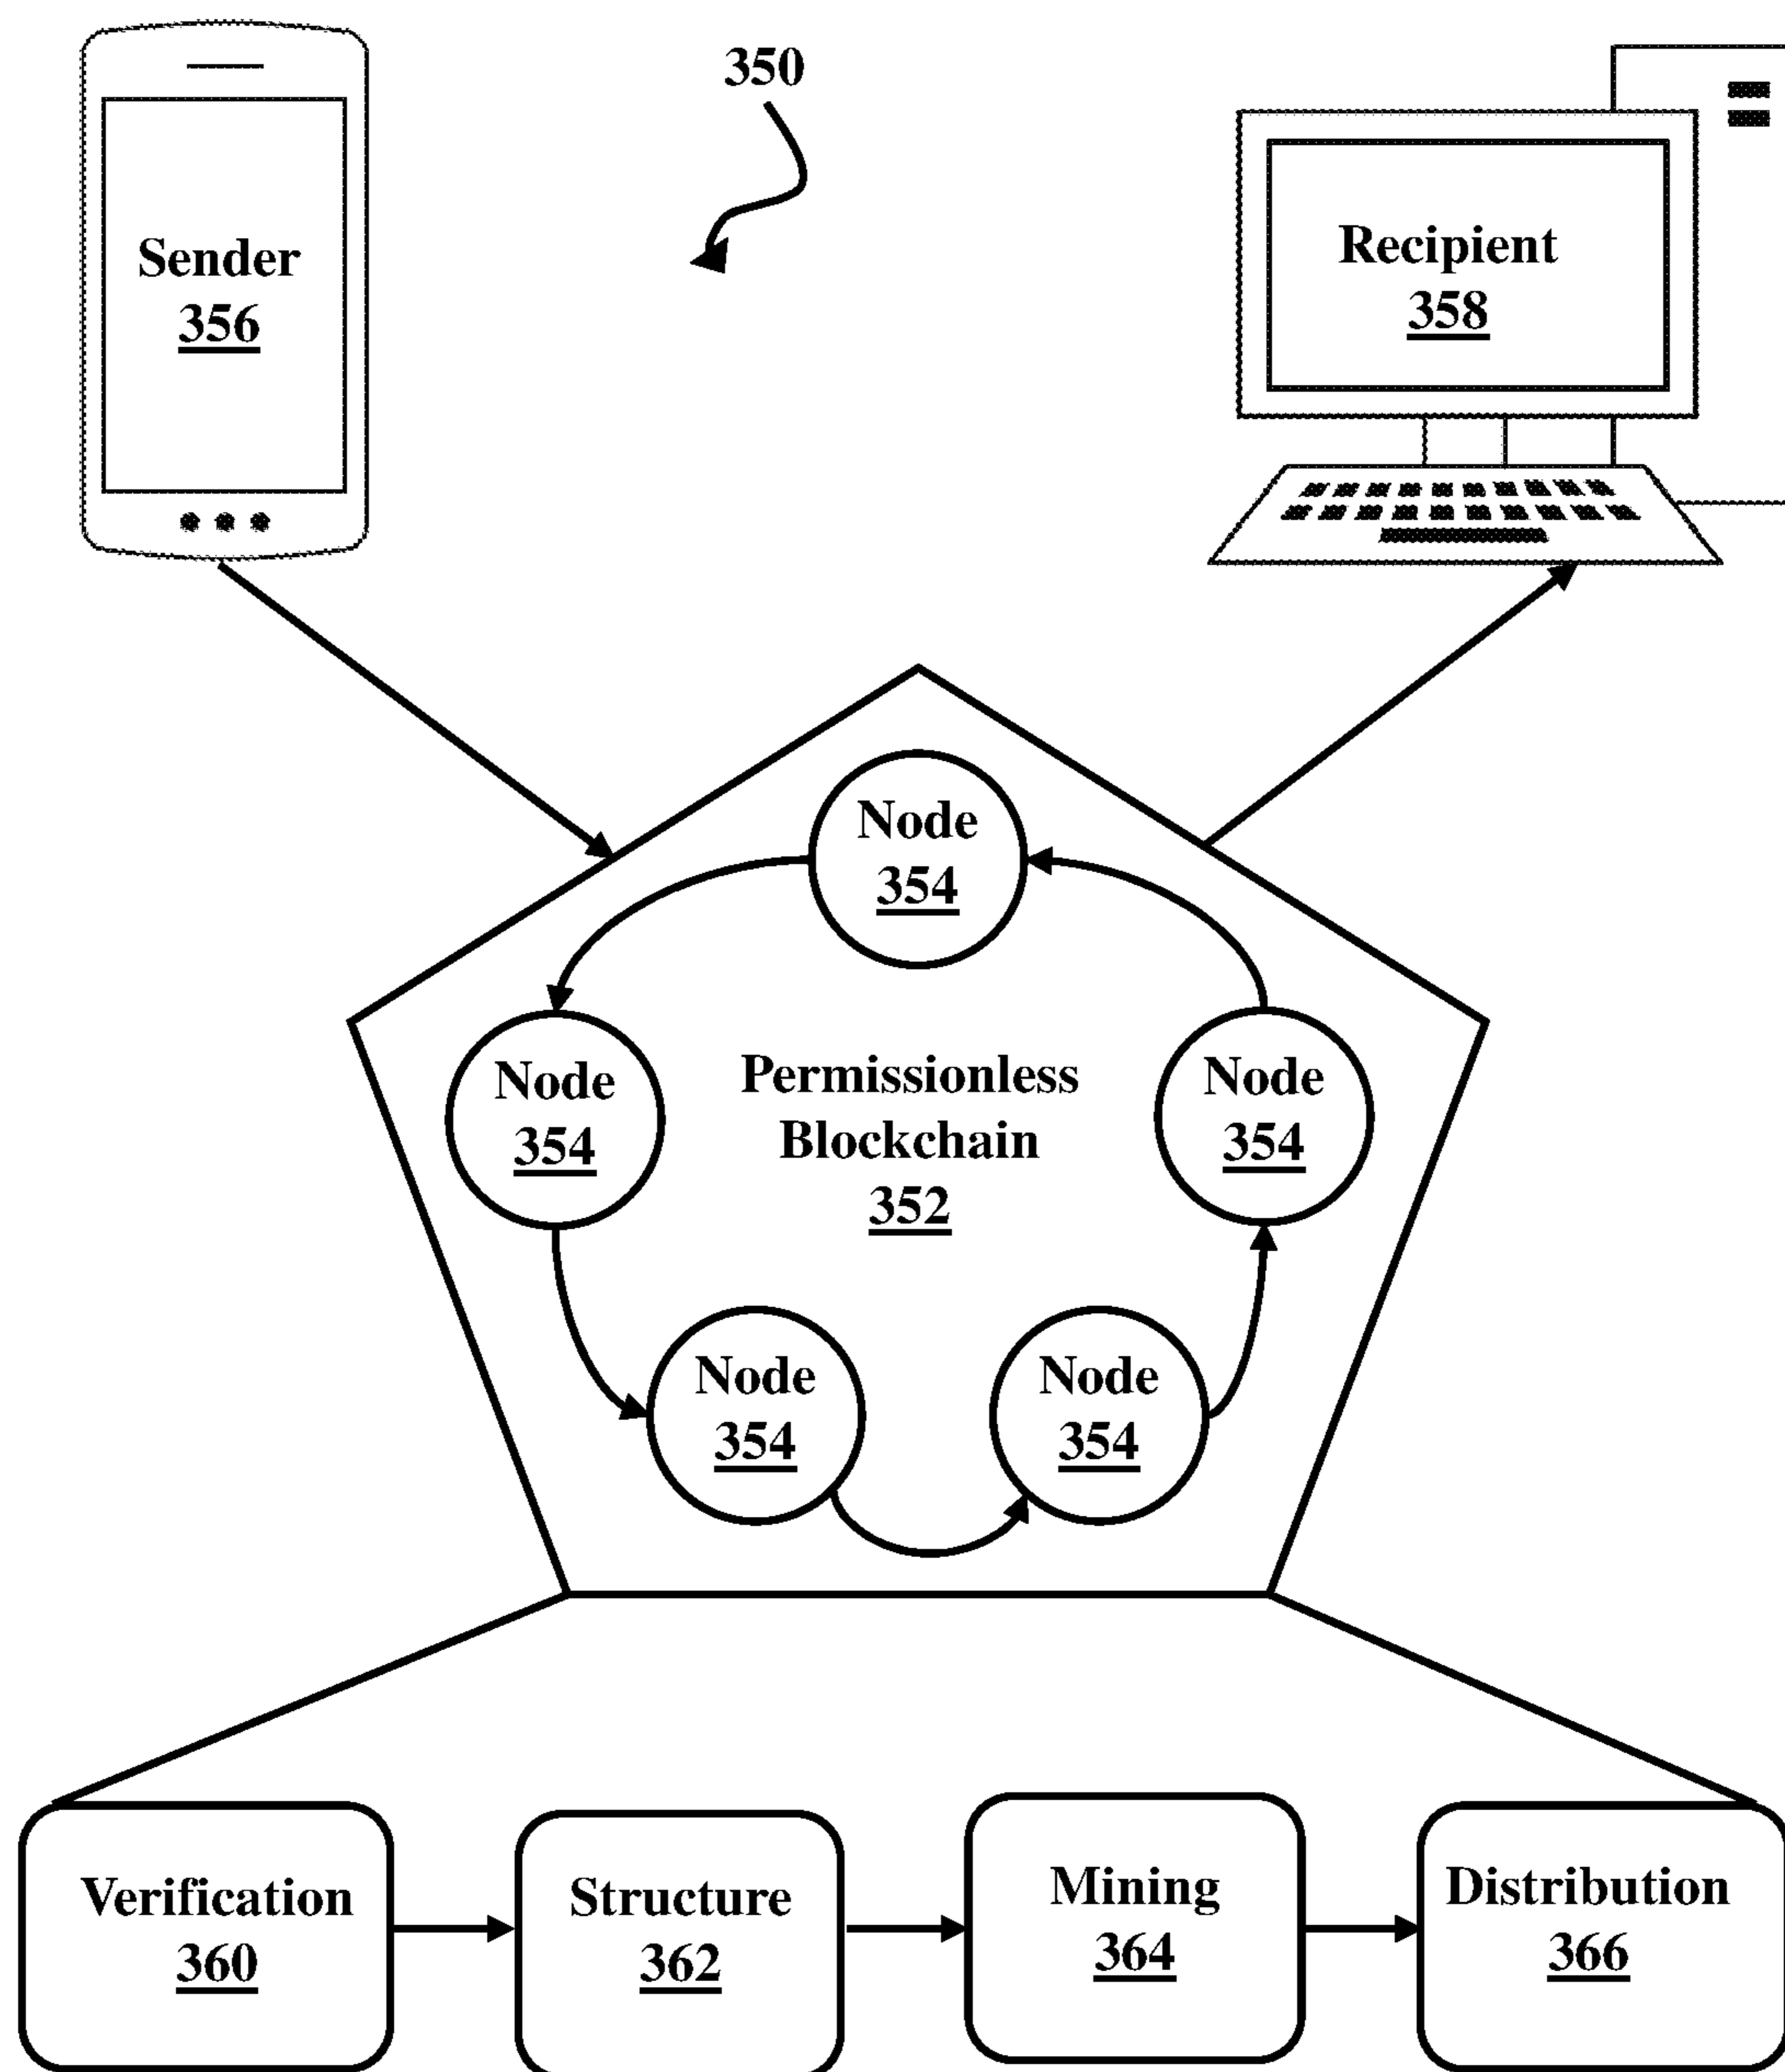 350
Sender
356
Recipient
358
Node
354
Node
354
Permissionless
Blockchain
352
Node
354
Node
354
Node
354
Verification
360
Structure
362
Mining
364
Distribution
366